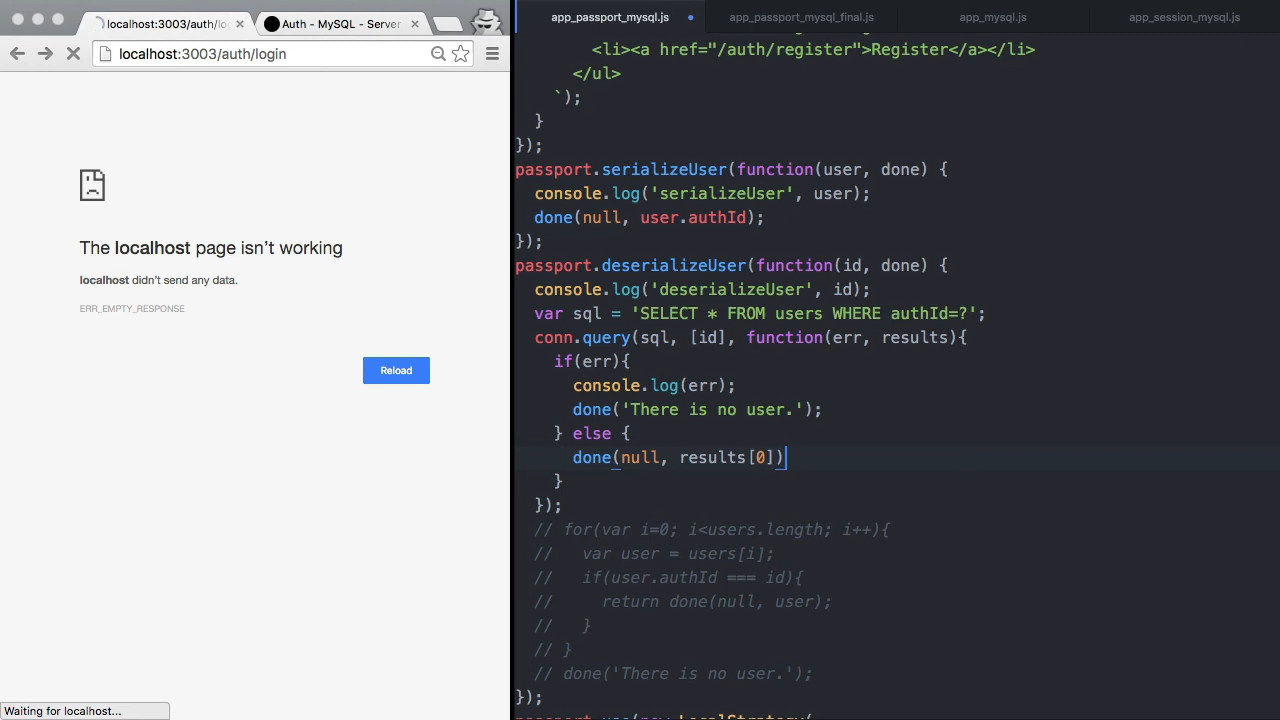 localhost:3003/auth/lo
Auth - MySQL - Server
localhost:3003/auth/login
The localhost page isn't working
localhost didn't send any data.
ERR_EMPTY_RESPONSE
Reload
Waiting for localhost...
app_passport_mysql.js
app_passport_mysql_final.js
app_mysql.js
app_session_mysql.js
<li><a href="/auth/register">Register</a></li>
</ul>
`);
}
});
passport.serializeUser(function(user, done) {
console.log('serializeUser', user);
done(null, user.authId);
});
passport.deserializeUser(function(id, done) {
console.log('deserializeUser', id);
var sql = 'SELECT * FROM users WHERE authId=?';
conn.query(sql, [id], function(err, results){
if(err){
console.log(err);
done('There is no user.');
} else {
done(null, results[0])
}
});
// for(var i=0; i<users.length; i++){
//   var user = users[i];
//   if(user.authId === id){
//     return done(null, user);
//   }
// }
// done('There is no user.');
});
passport.use(new LocalStrategy(